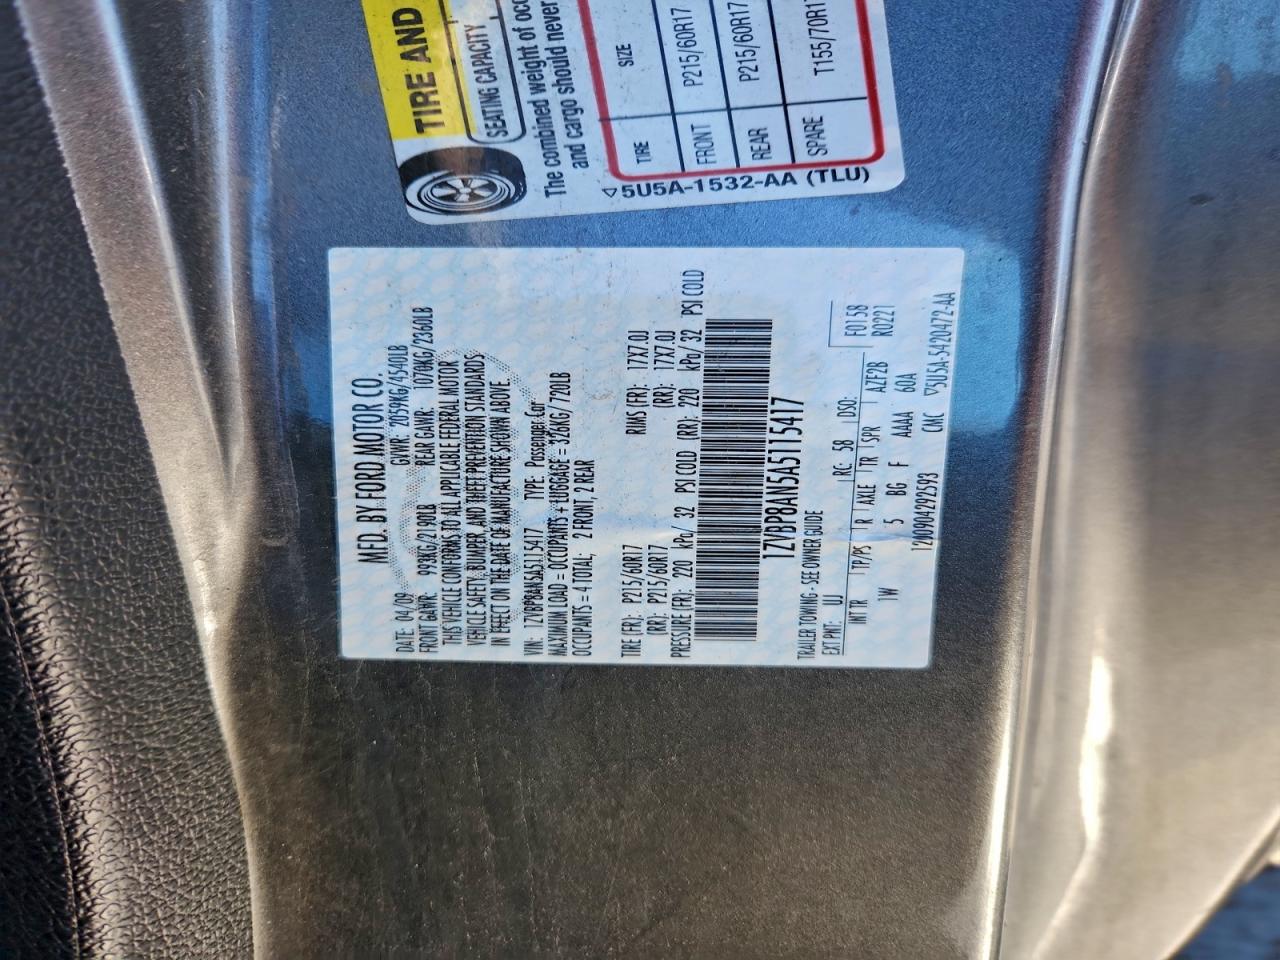 TIRE AND
SEATING CAPACITY
The combined weight of occ
and cargo should never
TIRE SIZE
FRONT P215/60R17
REAR P215/60R17
SPARE T155/70R17
5U5A-1532-AA (TLU)
MFD. BY FORD MOTOR CO.
DATE: 04/09 GVWR: 2059KG/4540LB
FRONT GAWR: 993KG/2190LB REAR GAWR: 1070KG/2360LB
THIS VEHICLE CONFORMS TO ALL APPLICABLE FEDERAL MOTOR
VEHICLE SAFETY, BUMPER, AND THEFT PREVENTION STANDARDS
IN EFFECT ON THE DATE OF MANUFACTURE SHOWN ABOVE.
VIN: 1ZVBP8AN5A5115417 TYPE: Passenger Car
MAXIMUM LOAD = OCCUPANTS + LUGGAGE = 326KG/720LB
OCCUPANTS = 4 TOTAL, 2 FRONT, 2 REAR
TIRE (FR): P215/60R17 RIMS (FR): 17X7.0J
(RR): P215/60R17 (RR): 17X7.0J
PRESSURE (FR): 220 kPa/ 32 PSI COLD (RR): 220 kPa/ 32 PSI COLD
1ZVBP8AN5A5115417
TRAILER TOWING - SEE OWNER GUIDE
F0158
R0221
EXT PNT: UJ RC: 58 DSO:
INT TR TP/PS R AXLE TR SPR AZF2B
1W 5 BG F AAAA 60A
12N090429259​3 CMC ▽5U5A-5420472-AA